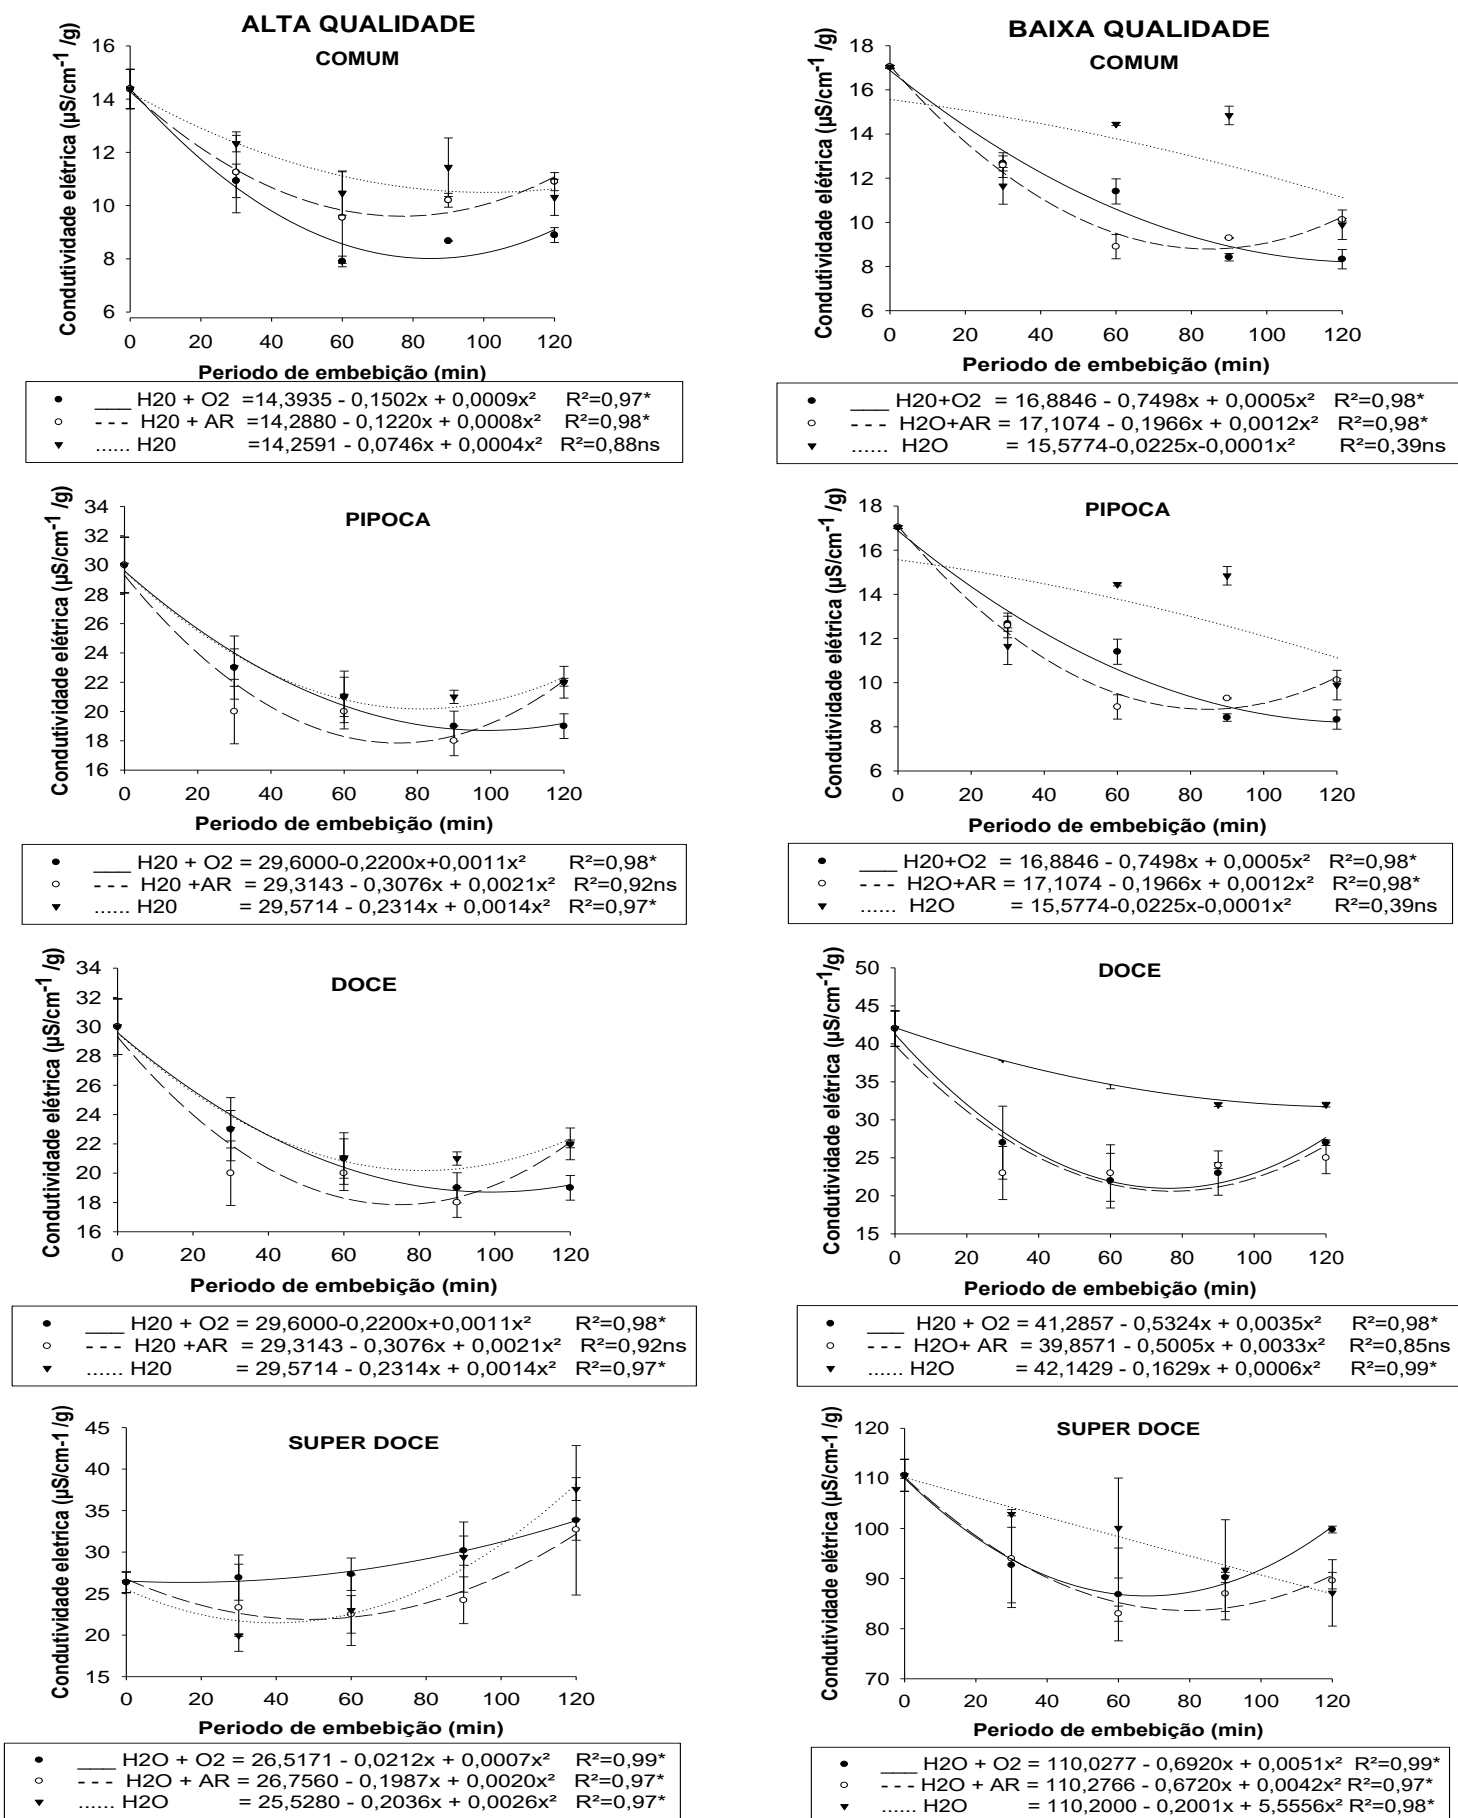 ALTA QUALIDADE
COMUM
Condutividade elétrica (µS/cm⁻¹ /g)
16
14
12
10
8
6
0 20 40 60 80 100 120
Periodo de embebição (min)
● ___ H20 + O2 =14,3935 - 0,1502x + 0,0009x² R²=0,97*
○ --- H20 + AR =14,2880 - 0,1220x + 0,0008x² R²=0,98*
▼ ...... H20 =14,2591 - 0,0746x + 0,0004x² R²=0,88ns
BAIXA QUALIDADE
COMUM
Condutividade elétrica (µS/cm⁻¹ /g)
18
16
14
12
10
8
6
0 20 40 60 80 100 120
Periodo de embebição (min)
● ___ H20+O2 = 16,8846 - 0,7498x + 0,0005x² R²=0,98*
○ --- H2O+AR = 17,1074 - 0,1966x + 0,0012x² R²=0,98*
▼ ...... H2O = 15,5774-0,0225x-0,0001x² R²=0,39ns
PIPOCA
Condutividade elétrica (µS/cm⁻¹ /g)
34
32
30
28
26
24
22
20
18
16
0 20 40 60 80 100 120
Periodo de embebição (min)
● ___ H20 + O2 = 29,6000-0,2200x+0,0011x² R²=0,98*
○ --- H20 +AR = 29,3143 - 0,3076x + 0,0021x² R²=0,92ns
▼ ...... H20 = 29,5714 - 0,2314x + 0,0014x² R²=0,97*
PIPOCA
Condutividade elétrica (µS/cm⁻¹ /g)
18
16
14
12
10
8
6
0 20 40 60 80 100 120
Periodo de embebição (min)
● ___ H20+O2 = 16,8846 - 0,7498x + 0,0005x² R²=0,98*
○ --- H2O+AR = 17,1074 - 0,1966x + 0,0012x² R²=0,98*
▼ ...... H2O = 15,5774-0,0225x-0,0001x² R²=0,39ns
DOCE
Condutividade elétrica (µS/cm⁻¹ /g)
34
32
30
28
26
24
22
20
18
16
0 20 40 60 80 100 120
Periodo de embebição (min)
● ___ H20 + O2 = 29,6000-0,2200x+0,0011x² R²=0,98*
○ --- H20 +AR = 29,3143 - 0,3076x + 0,0021x² R²=0,92ns
▼ ...... H20 = 29,5714 - 0,2314x + 0,0014x² R²=0,97*
DOCE
Condutividade elétrica (µS/cm⁻¹/g)
50
45
40
35
30
25
20
15
0 20 40 60 80 100 120
Periodo de embebição (min)
● ___ H20 + O2 = 41,2857 - 0,5324x + 0,0035x² R²=0,98*
○ --- H2O+ AR = 39,8571 - 0,5005x + 0,0033x² R²=0,85ns
▼ ...... H2O = 42,1429 - 0,1629x + 0,0006x² R²=0,99*
SUPER DOCE
Condutividade eletrica (µS/cm-1 /g)
45
40
35
30
25
20
15
0 20 40 60 80 100 120
Periodo de embebição (min)
● ___ H2O + O2 = 26,5171 - 0,0212x + 0,0007x² R²=0,99*
○ --- H2O + AR = 26,7560 - 0,1987x + 0,0020x² R²=0,97*
▼ ...... H2O = 25,5280 - 0,2036x + 0,0026x² R²=0,97*
SUPER DOCE
Condutividade elétrica (µS/cm-1 /g)
120
110
100
90
80
70
0 20 40 60 80 100 120
Periodo de embebição (min)
● ___ H2O + O2 = 110,0277 - 0,6920x + 0,0051x² R²=0,99*
○ --- H2O + AR = 110,2766 - 0,6720x + 0,0042x² R²=0,97*
▼ ...... H2O = 110,2000 - 0,2001x + 5,5556x² R²=0,98*